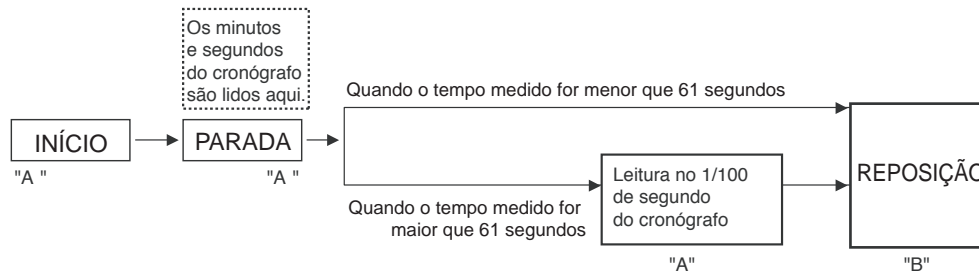 Os minutos
e segundos
do cronógrafo
são lidos aqui.
Quando o tempo medido for menor que 61 segundos
INÍCIO
PARADA
REPOSIÇÃO
"A "
"A "
Leitura no 1/100
de segundo
do cronógrafo
Quando o tempo medido for
maior que 61 segundos
"A"
"B"